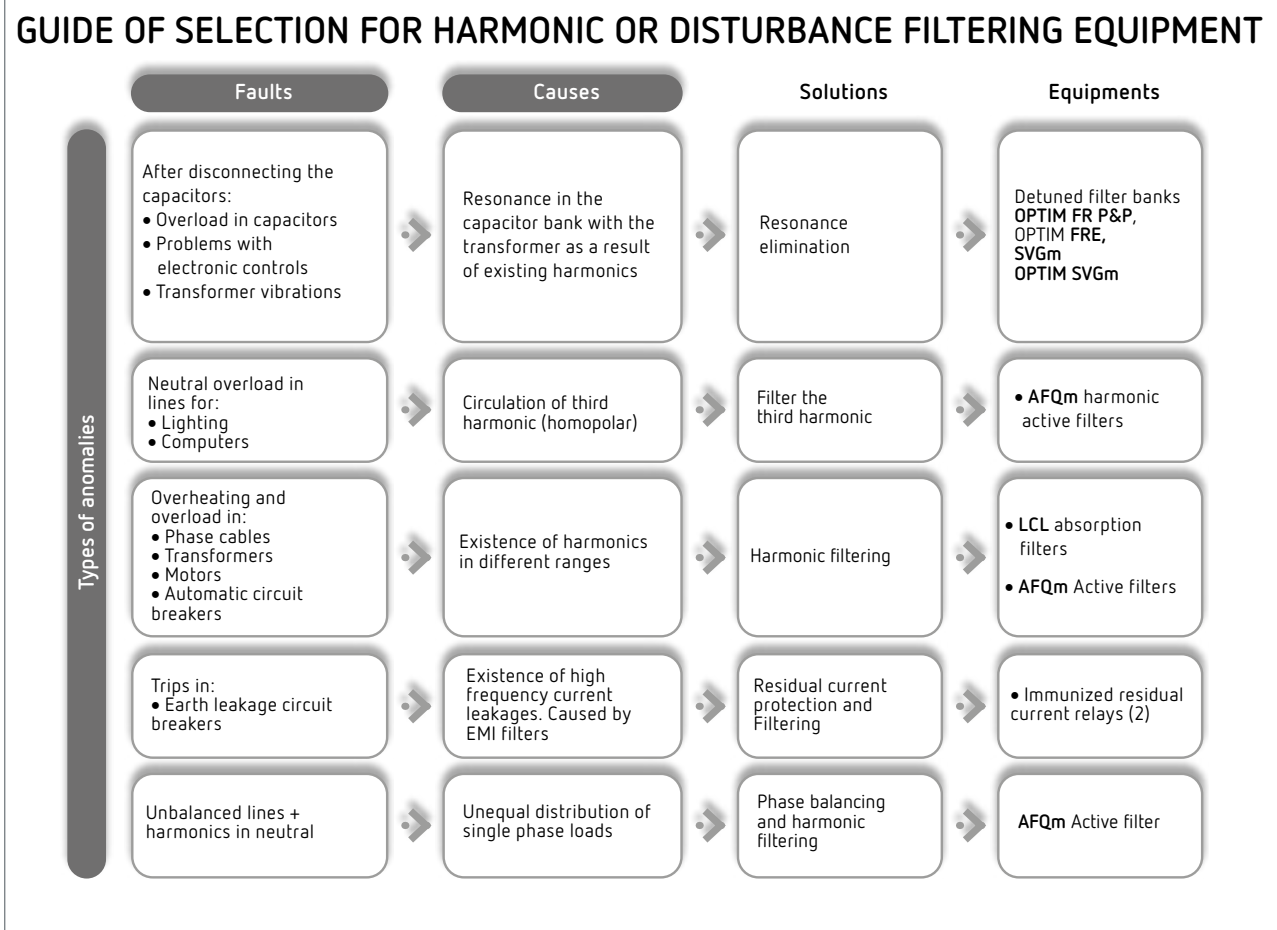 GUIDE OF SELECTION FOR HARMONIC OR DISTURBANCE FILTERING EQUIPMENT
Faults
Causes
Solutions
Equipments
Types of anomalies
After disconnecting the
capacitors:
• Overload in capacitors
• Problems with
electronic controls
• Transformer vibrations
Resonance in the
capacitor bank with the
transformer as a result
of existing harmonics
Resonance
elimination
Detuned filter banks
OPTIM FR P&P,
OPTIM FRE,
SVGm
OPTIM SVGm
Neutral overload in
lines for:
• Lighting
• Computers
Circulation of third
harmonic (homopolar)
Filter the
third harmonic
• AFQm harmonic
active filters
Overheating and
overload in:
• Phase cables
• Transformers
• Motors
• Automatic circuit
breakers
Existence of harmonics
in different ranges
Harmonic filtering
• LCL absorption
filters
• AFQm Active filters
Trips in:
• Earth leakage circuit
breakers
Existence of high
frequency current
leakages. Caused by
EMI filters
Residual current
protection and
Filtering
• Immunized residual
current relays (2)
Unbalanced lines +
harmonics in neutral
Unequal distribution of
single phase loads
Phase balancing
and harmonic
filtering
AFQm Active filter